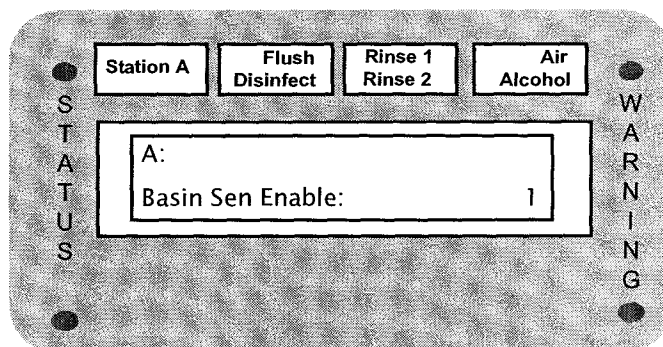 Station A
Flush
Disinfect
Rinse 1
Rinse 2
Air
Alcohol
STATUS
A:
Basin Sen Enable: 1
WARNING